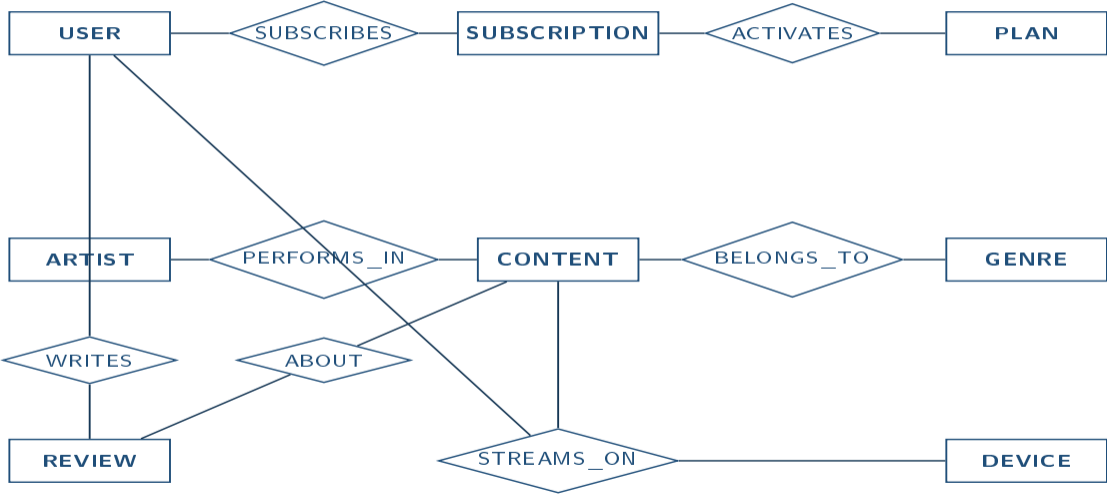 USER
SUBSCRIBES
SUBSCRIPTION
ACTIVATES
PLAN
ARTIST
PERFORMS_IN
CONTENT
BELONGS_TO
GENRE
WRITES
ABOUT
REVIEW
STREAMS_ON
DEVICE